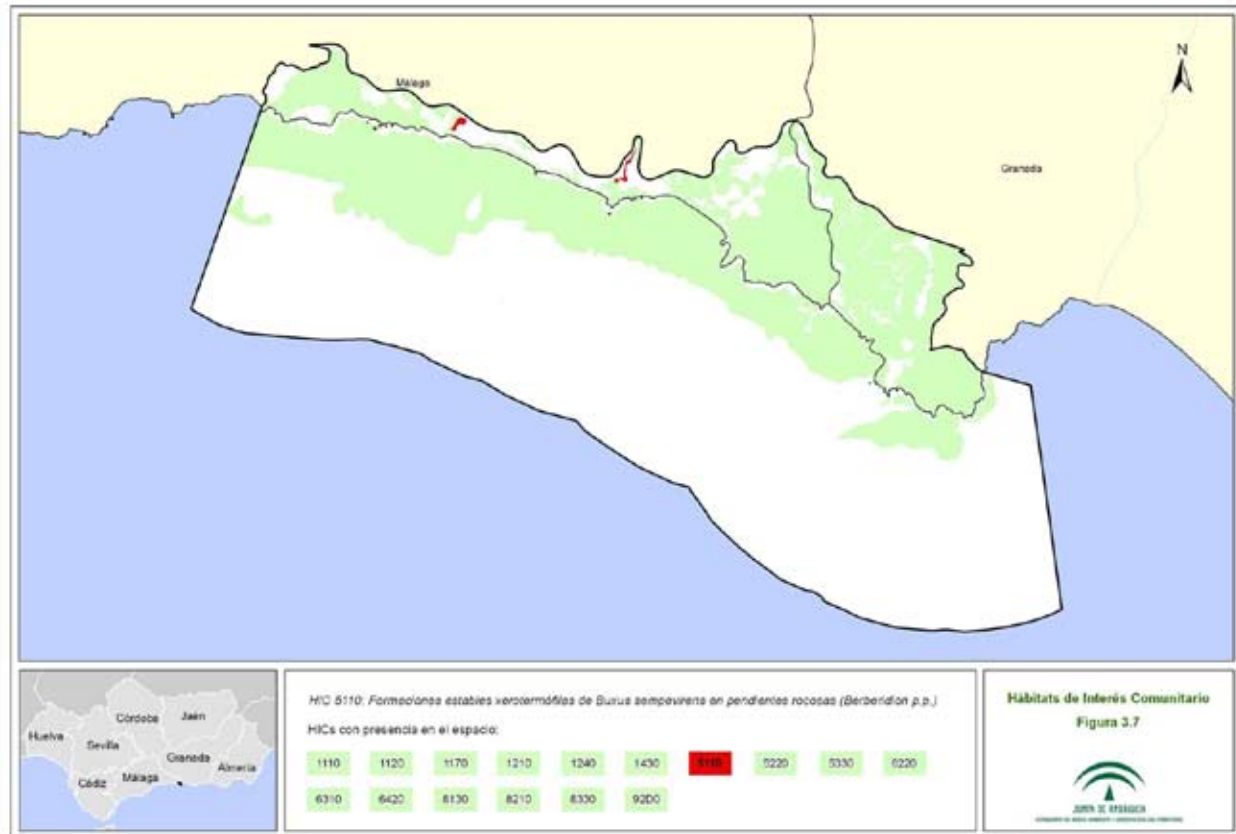 N
Málaga
Granada
Huelva
Sevilla
Córdoba
Jaén
Cádiz
Málaga
Granada
Almería
HIC 5110: Formaciones estables xerotermófilas de Buxus sempevirens en pendientes rocosas (Berberidion p.p.)
HICs con presencia en el espacio:
1110 1120 1170 1210 1240 1430 5110 5220 5330 6220
6310 6420 8130 8210 8330 92D0
Hábitats de Interés Comunitario
Figura 3.7
JUNTA DE ANDALUCIA